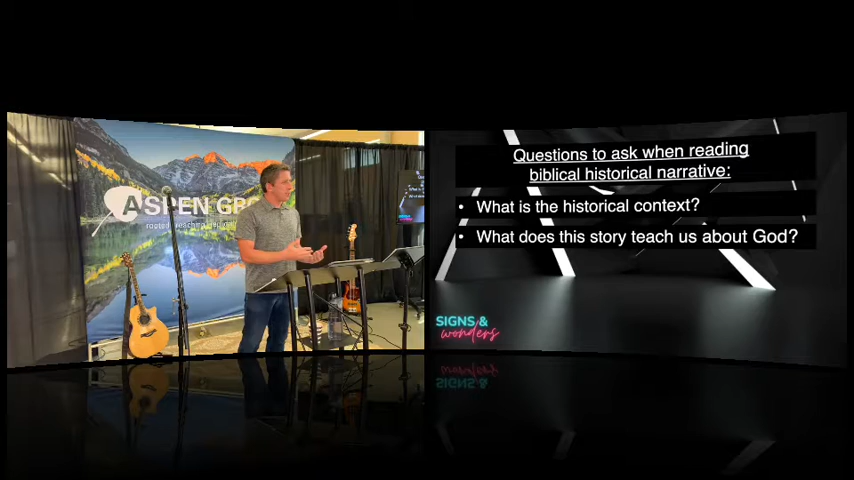 ASPEN GRO
Questions to ask when reading
biblical historical narrative:
• What is the historical context?
• What does this story teach us about God?
SIGNS &
wonders